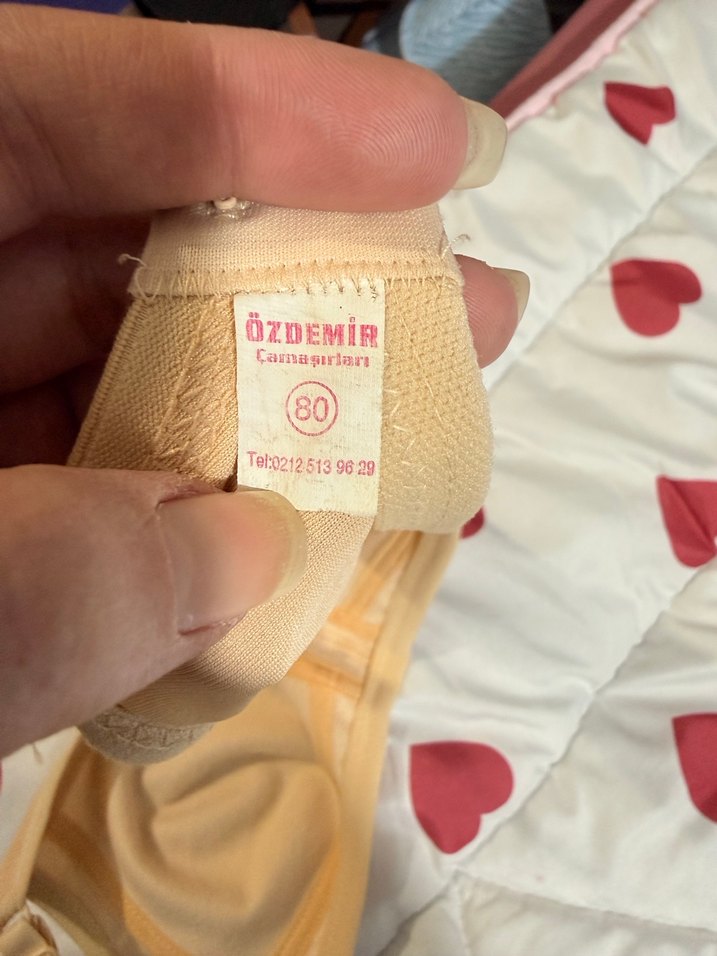 ÖZDEMİR
Çamaşırları
80
Tel:0212 513 96 29